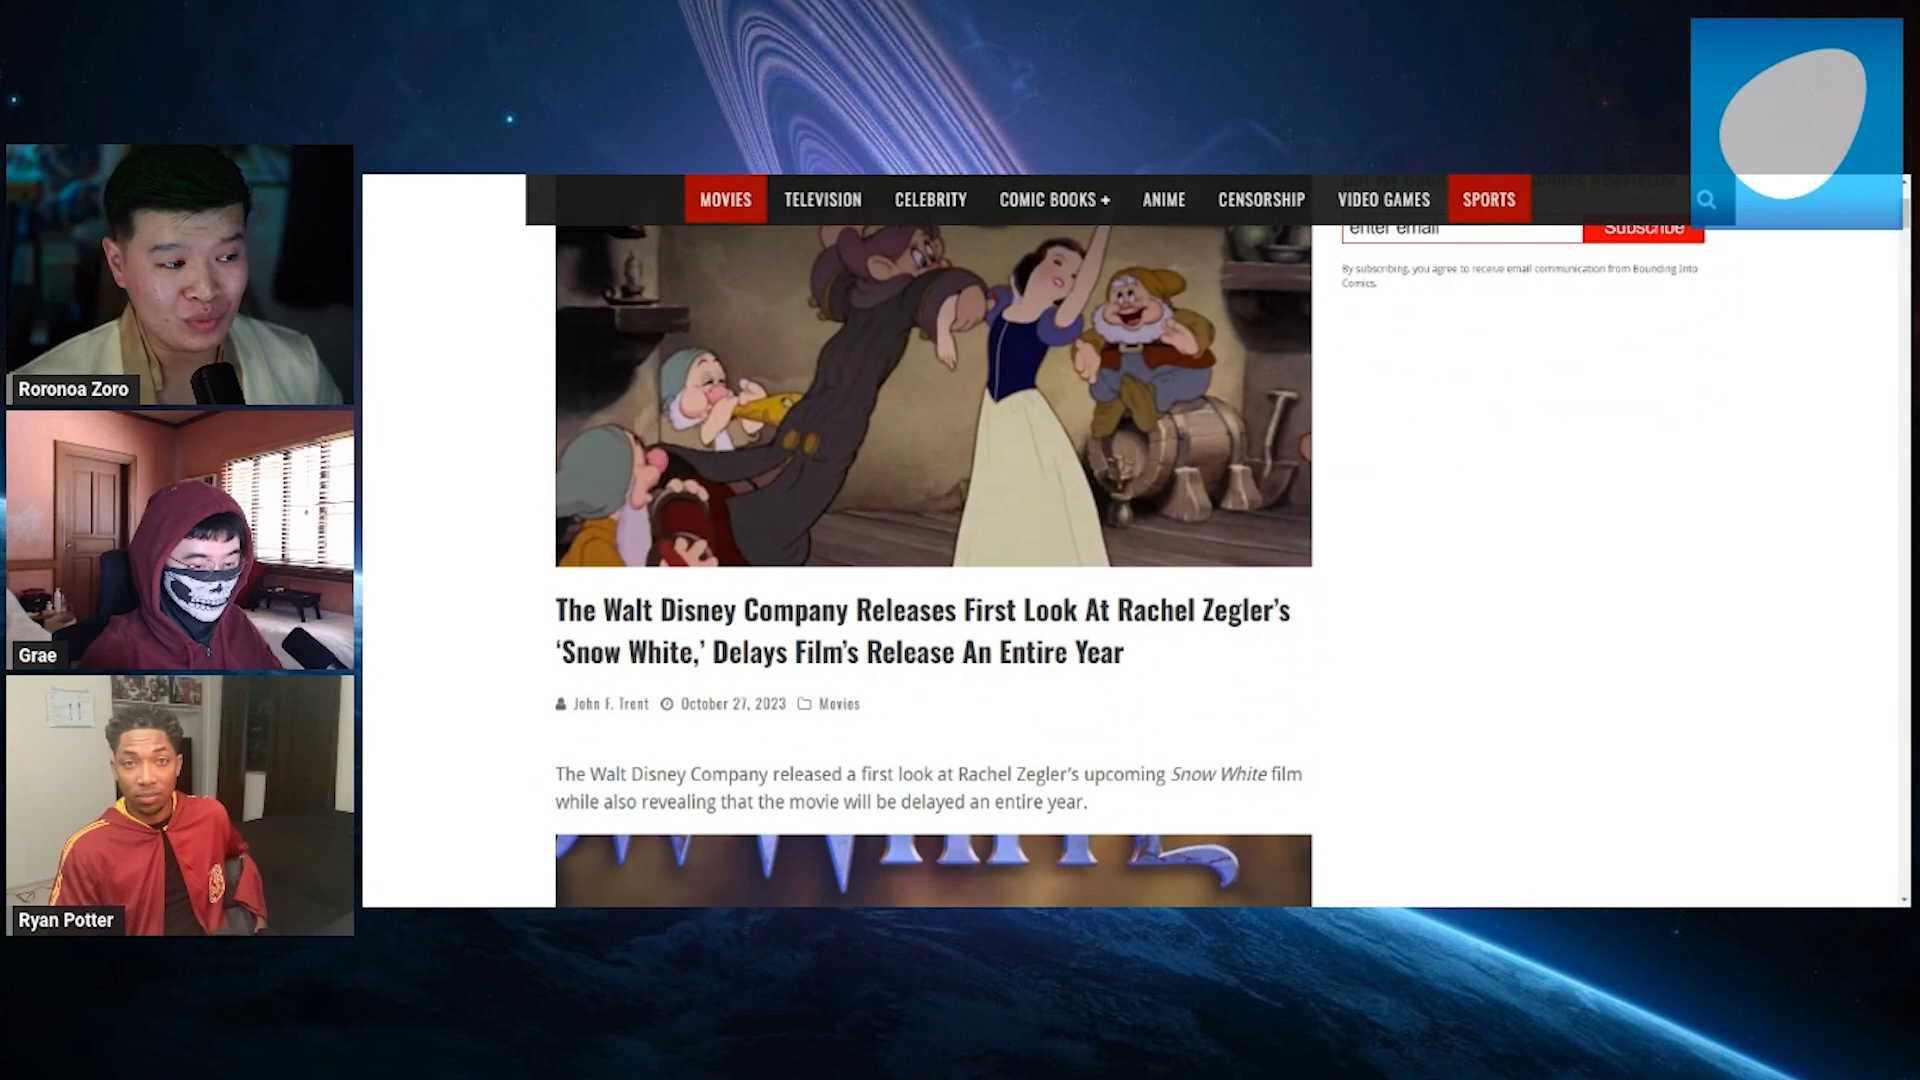 MOVIES TELEVISION CELEBRITY COMIC BOOKS + ANIME CENSORSHIP VIDEO GAMES SPORTS
enter email Subscribe
By subscribing, you agree to receive email communication from Bounding Into
Comics.
Roronoa Zoro
Grae
11
Ryan Potter
The Walt Disney Company Releases First Look At Rachel Zegler's
‘Snow White,’ Delays Film's Release An Entire Year
John F. Trent October 27, 2023 Movies
The Walt Disney Company released a first look at Rachel Zegler's upcoming Snow White film
while also revealing that the movie will be delayed an entire year.